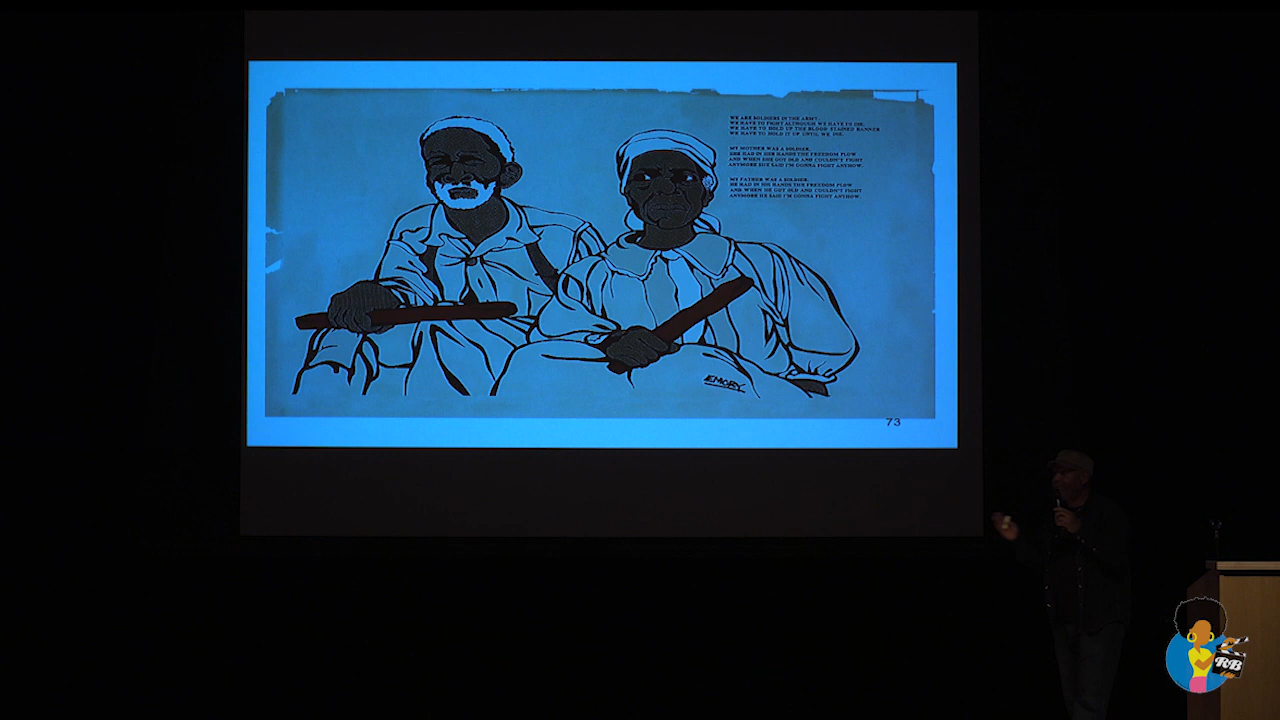 WE ARE SOLDIERS IN THE ARMY.
WE HAVE TO FIGHT ALTHOUGH WE HAVE TO DIE.
WE HAVE TO HOLD UP THE BLOOD STAINED BANNER
WE HAVE TO HOLD IT UP UNTIL WE DIE.
MY MOTHER WAS A SOLDIER.
SHE HAD IN HER HANDS THE FREEDOM PLOW
AND WHEN SHE GOT OLD AND COULDN'T FIGHT
ANYMORE SHE SAID I'M GONNA FIGHT ANYHOW.
MY FATHER WAS A SOLDIER.
HE HAD IN HIS HANDS THE FREEDOM PLOW
AND WHEN HE GOT OLD AND COULDN'T FIGHT
ANYMORE HE SAID I'M GONNA FIGHT ANYHOW.
EMORY
73
RB